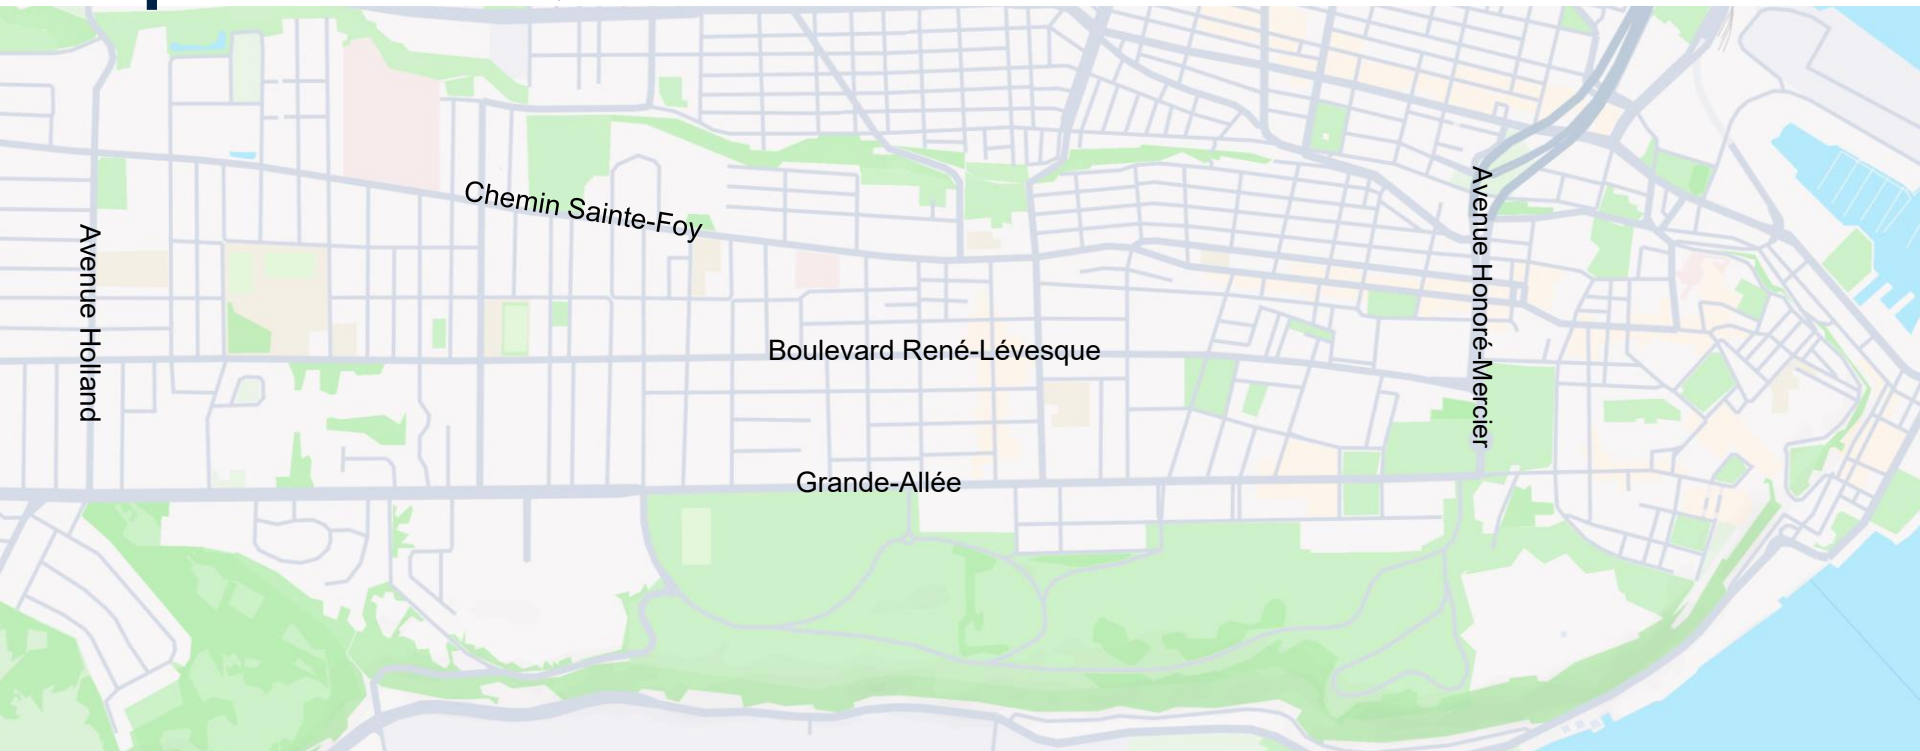 Chemin Sainte-Foy
Avenue Holland
Avenue Honoré-Mercier
Boulevard René-Lévesque
Grande-Allée